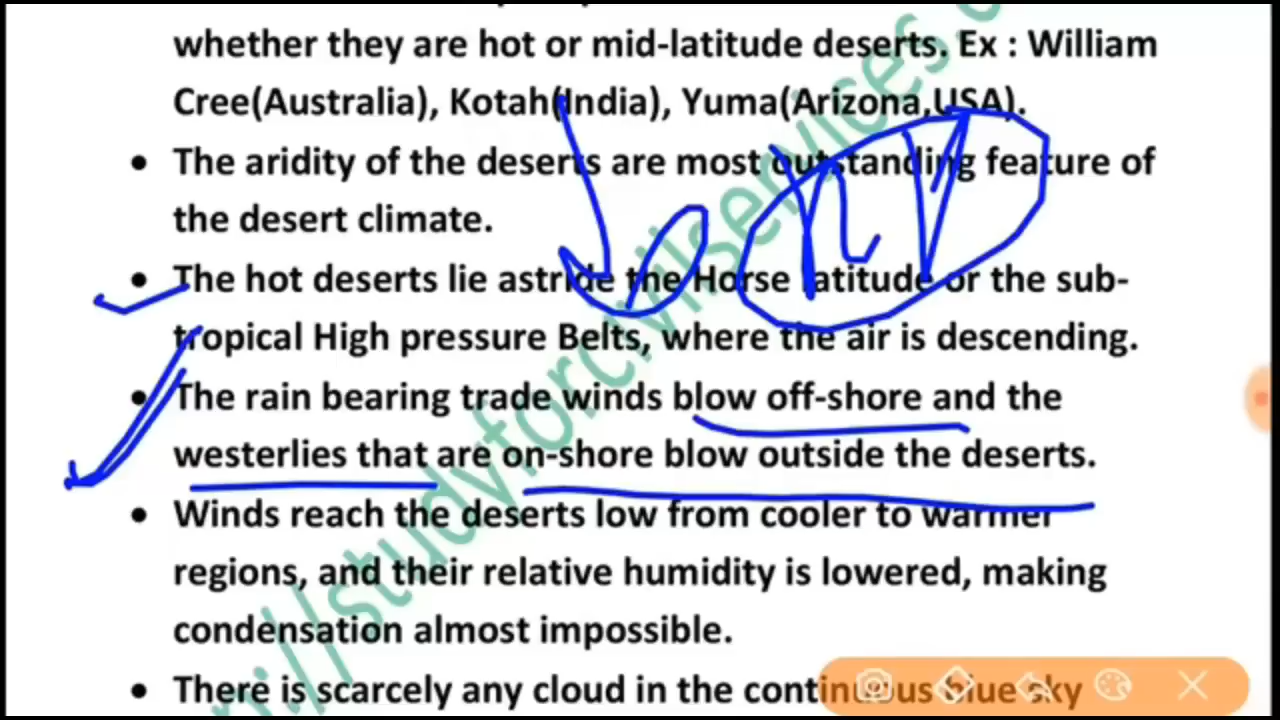 whether they are hot or mid-latitude deserts. Ex : William
Cree(Australia), Kotah(India), Yuma(Arizona,USA).
• The aridity of the deserts are most outstanding feature of
the desert climate.
• The hot deserts lie astride the Horse latitude or the sub-
tropical High pressure Belts, where the air is descending.
• The rain bearing trade winds blow off-shore and the
westerlies that are on-shore blow outside the deserts.
• Winds reach the deserts low from cooler to warmer
regions, and their relative humidity is lowered, making
condensation almost impossible.
• There is scarcely any cloud in the continuous blue sky
://studyforcivilservices.c